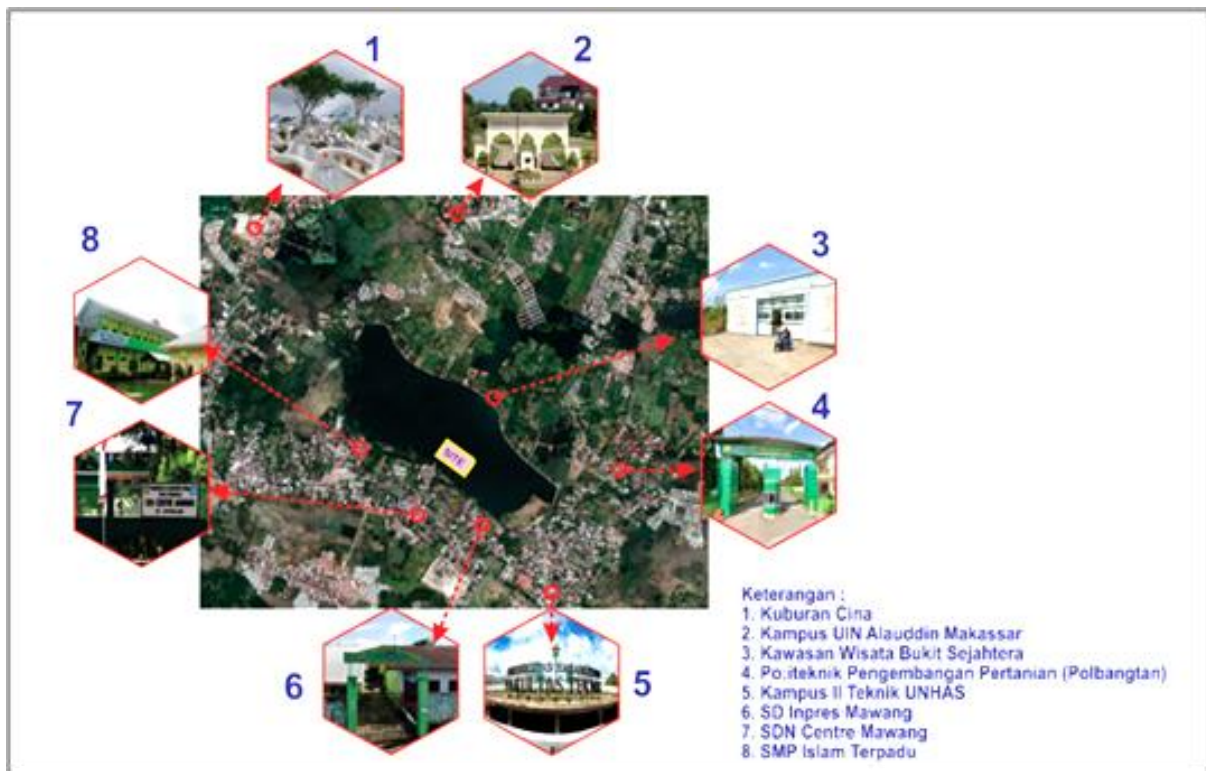 1
2
3
4
5
6
7
8
SITE
Keterangan :
1. Kuburan Cina
2. Kampus UIN Alauddin Makassar
3. Kawasan Wisata Bukit Sejahtera
4. Po.iteknik Pengembangan Pertanian (Polbangtan)
5. Kampus II Teknik UNHAS
6. SD Inpres Mawang
7. SDN Centre Mawang
8. SMP Islam Terpadu